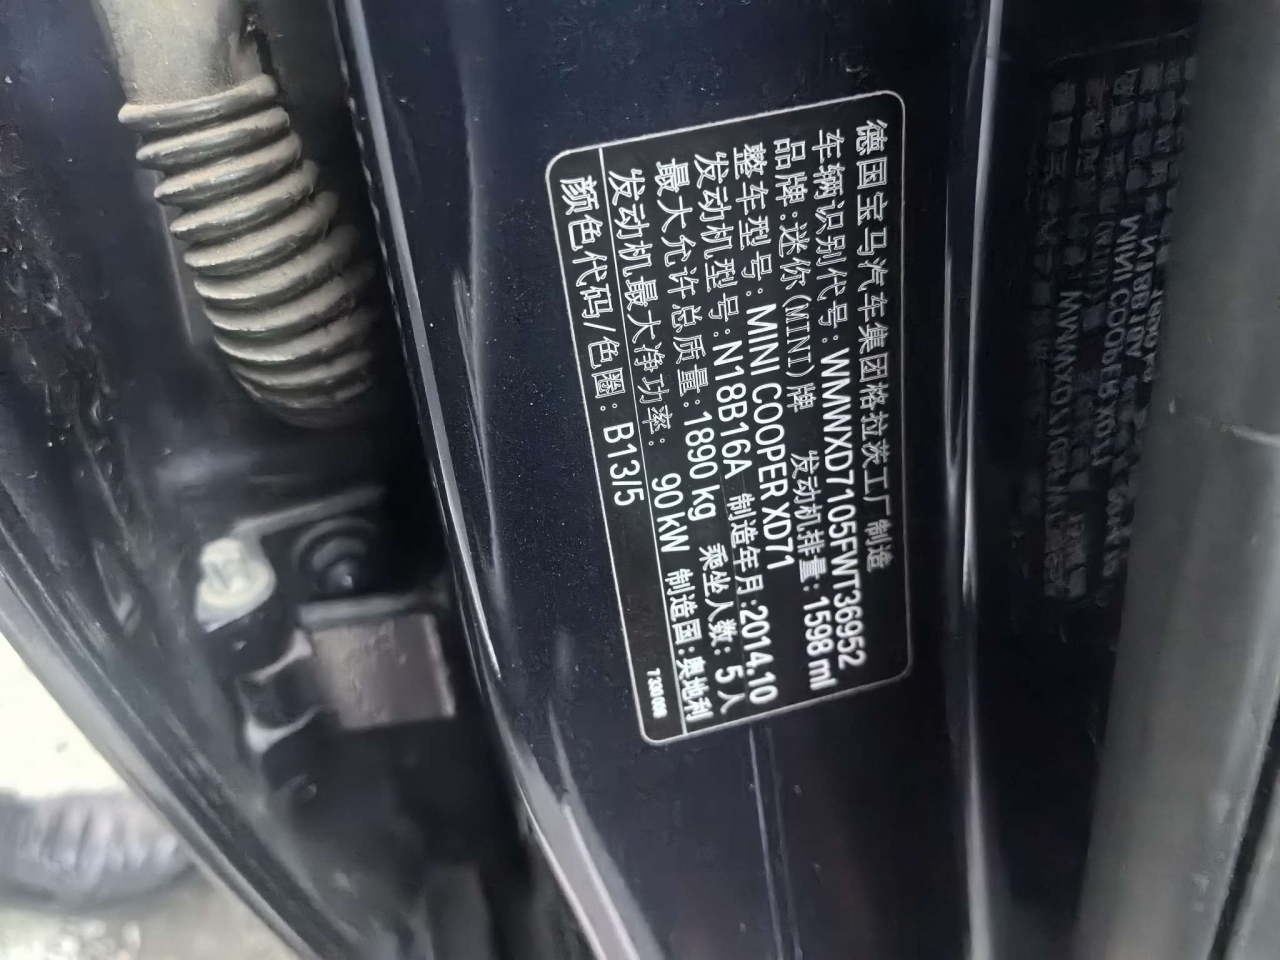 德国宝马汽车集团格拉茨工厂制造
车辆识别代号: WMWXD7105FWT36952
品牌:迷你(MINI)牌 发动机排量: 1598 ml
整车型号: MINI COOPER XD71
发动机型号: N18B16A 制造年月:2014.10
最大允许总质量: 1890 kg 乘坐人数: 5 人
发动机最大净功率: 90 kW 制造国:奥地利
颜色代码/色圈: B13/5
7 330 008